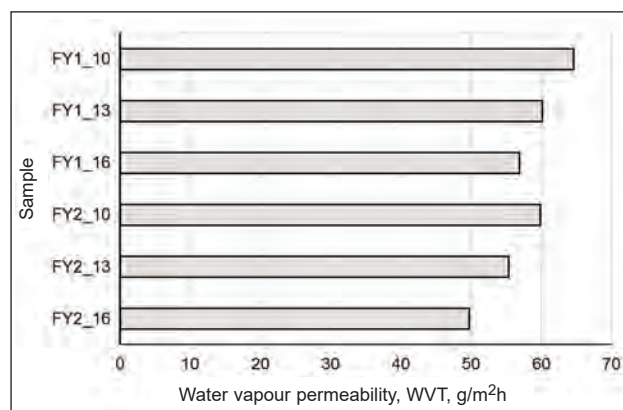 FY1_10
FY1_13
FY1_16
FY2_10
FY2_13
FY2_16
Sample
0 10 20 30 40 50 60 70
Water vapour permeability, WVT, g/m²h